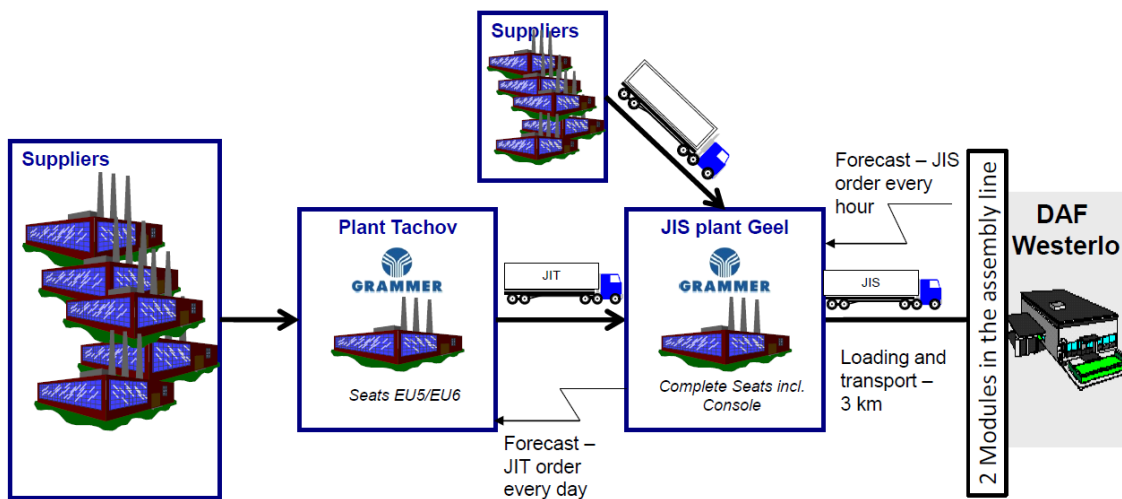 Suppliers
Suppliers
Plant Tachov
GRAMMER
Seats EU5/EU6
JIT
Forecast –
JIT order
every day
JIS plant Geel
GRAMMER
Complete Seats incl.
Console
Forecast – JIS
order every
hour
JIS
Loading and
transport –
3 km
2 Modules in the assembly line
DAF
Westerlo